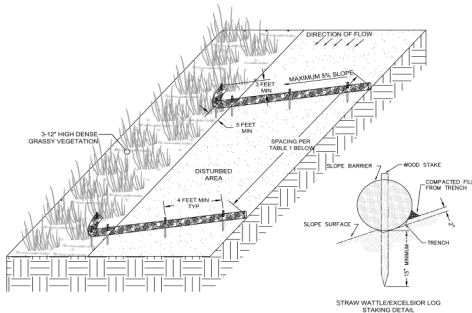 DIRECTION OF FLOW
3 FEET
MIN
MAXIMUM 5% SLOPE
3-12" HIGH DENSE
GRASSY VEGETATION
5 FEET
MIN
SPACING PER
TABLE 1 BELOW
DISTURBED
AREA
4 FEET MIN
TYP
SLOPE BARRIER
WOOD STAKE
COMPACTED FILL
FROM TRENCH
SLOPE SURFACE
TRENCH
15" MINIMUM
STRAW WATTLE/EXCELSIOR LOG
STAKING DETAIL